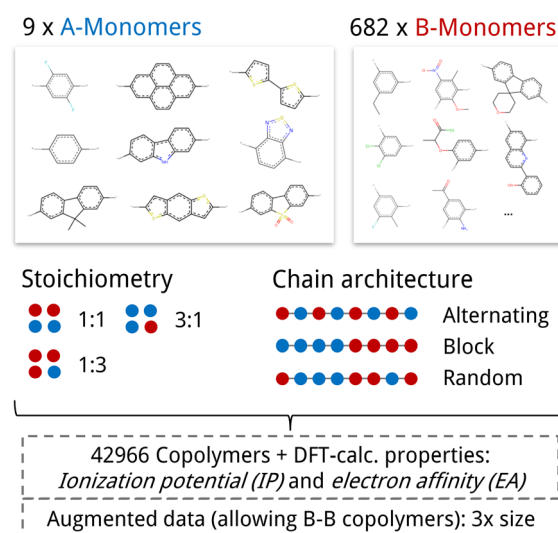 9 x A-Monomers
682 x B-Monomers
...
Stoichiometry
1:1
3:1
1:3
Chain architecture
Alternating
Block
Random
42966 Copolymers + DFT-calc. properties:
Ionization potential (IP) and electron affinity (EA)
Augmented data (allowing B-B copolymers): 3x size